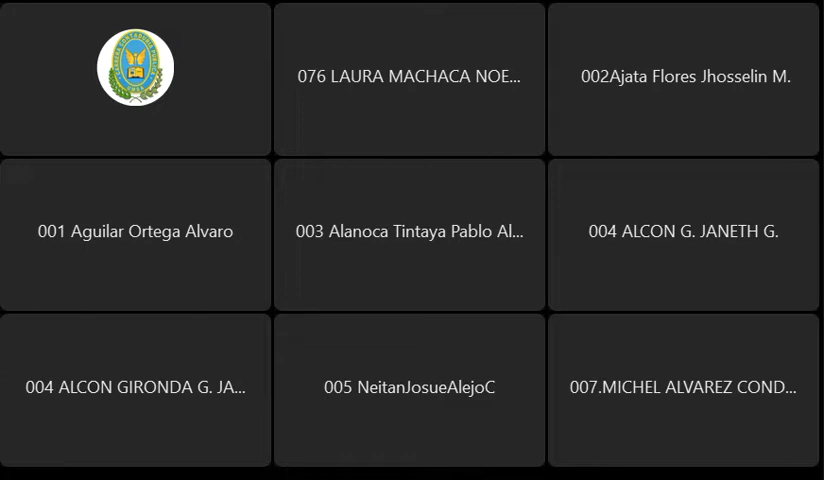 076 LAURA MACHACA NOE...
002Ajata Flores Jhosselin M.
001 Aguilar Ortega Alvaro
003 Alanoca Tintaya Pablo Al...
004 ALCON G. JANETH G.
004 ALCON GIRONDA G. JA...
005 NeitanJosueAlejoC
007.MICHEL ALVAREZ COND...